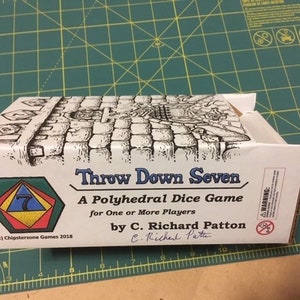 Throw Down Seven
A Polyhedral Dice Game
for One or More Players
by C. Richard Patton
C. Richard Patton
7
Chipsterzone Games 2018
WARNING: